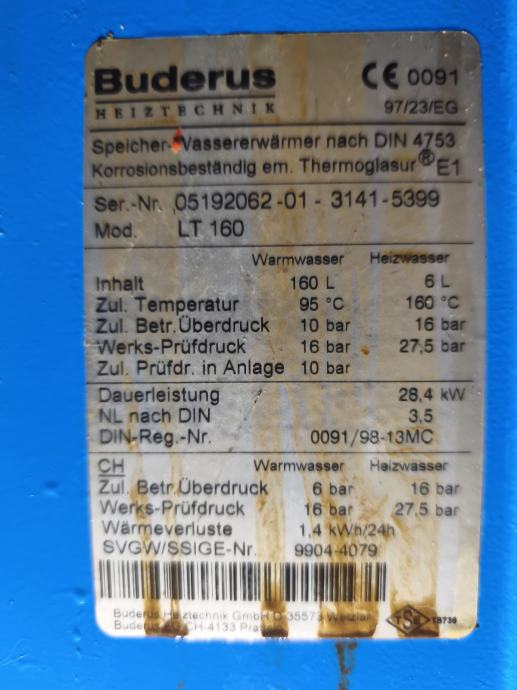 Buderus
HEIZTECHNIK
CE 0091
97/23/EG
Speicher-Wassererwärmer nach DIN 4753
Korrosionsbeständig em. Thermoglasur® E1
Ser.-Nr. 05192062-01 - 3141-5399
Mod. LT 160
Warmwasser Heizwasser
Inhalt 160 L 6 L
Zul. Temperatur 95 °C 160 °C
Zul. Betr.Überdruck 10 bar 16 bar
Werks-Prüfdruck 16 bar 27,5 bar
Zul. Prüfdr. in Anlage 10 bar
Dauerleistung 28,4 kW
NL nach DIN 3,5
DIN-Reg.-Nr. 0091/98-13MC
CH Warmwasser Heizwasser
Zul. Betr.Überdruck 6 bar 16 bar
Werks-Prüfdruck 16 bar 27,5 bar
Wärmeverluste 1,4 kWh/24h
SVGW/SSIGE-Nr. 9904-4079
Buderus Heiztechnik GmbH D-35573 Wetzlar
Buderus AG CH-4133
TSE